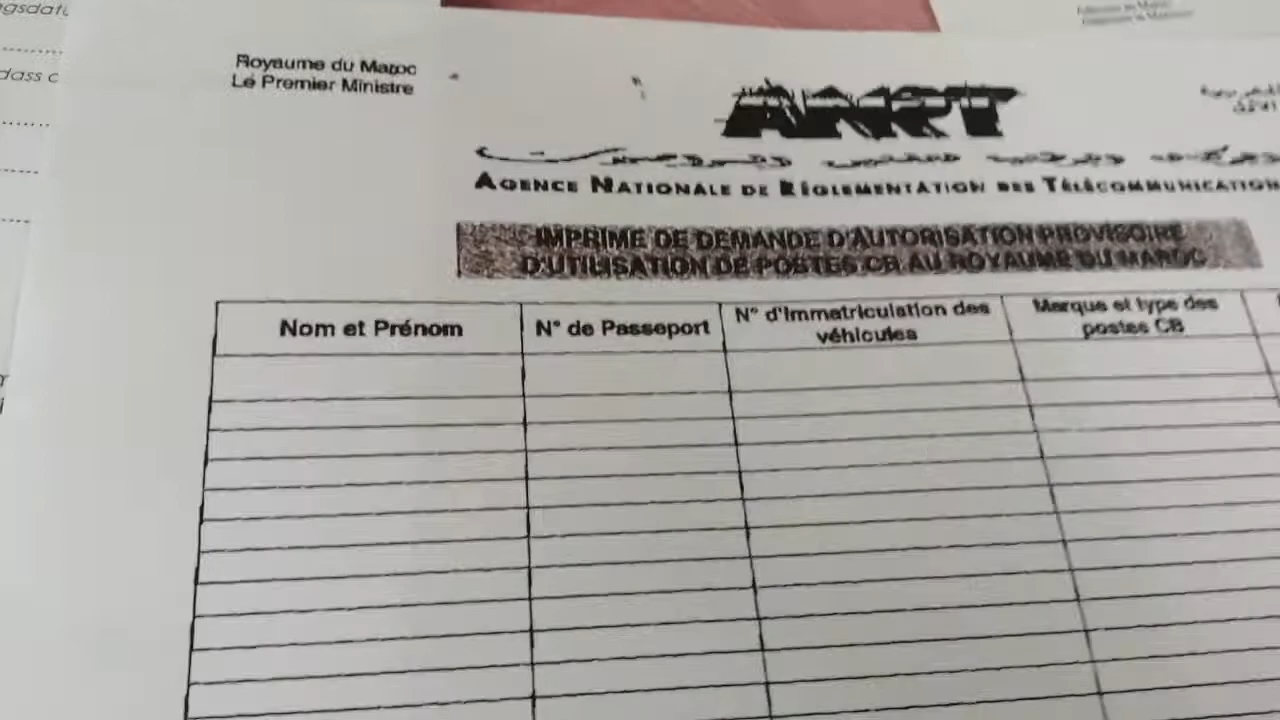 Royaume du Maroc
Le Premier Ministre
ANRT
AGENCE NATIONALE DE RÉGLEMENTATION DES TÉLÉCOMMUNICATION
IMPRIME DE DEMANDE D'AUTORISATION PROVISOIRE
D'UTILISATION DE POSTES CB AU ROYAUME DU MAROC
Nom et Prénom
N° de Passeport
N° d'Immatriculation des
véhicules
Marque et type des
postes CB